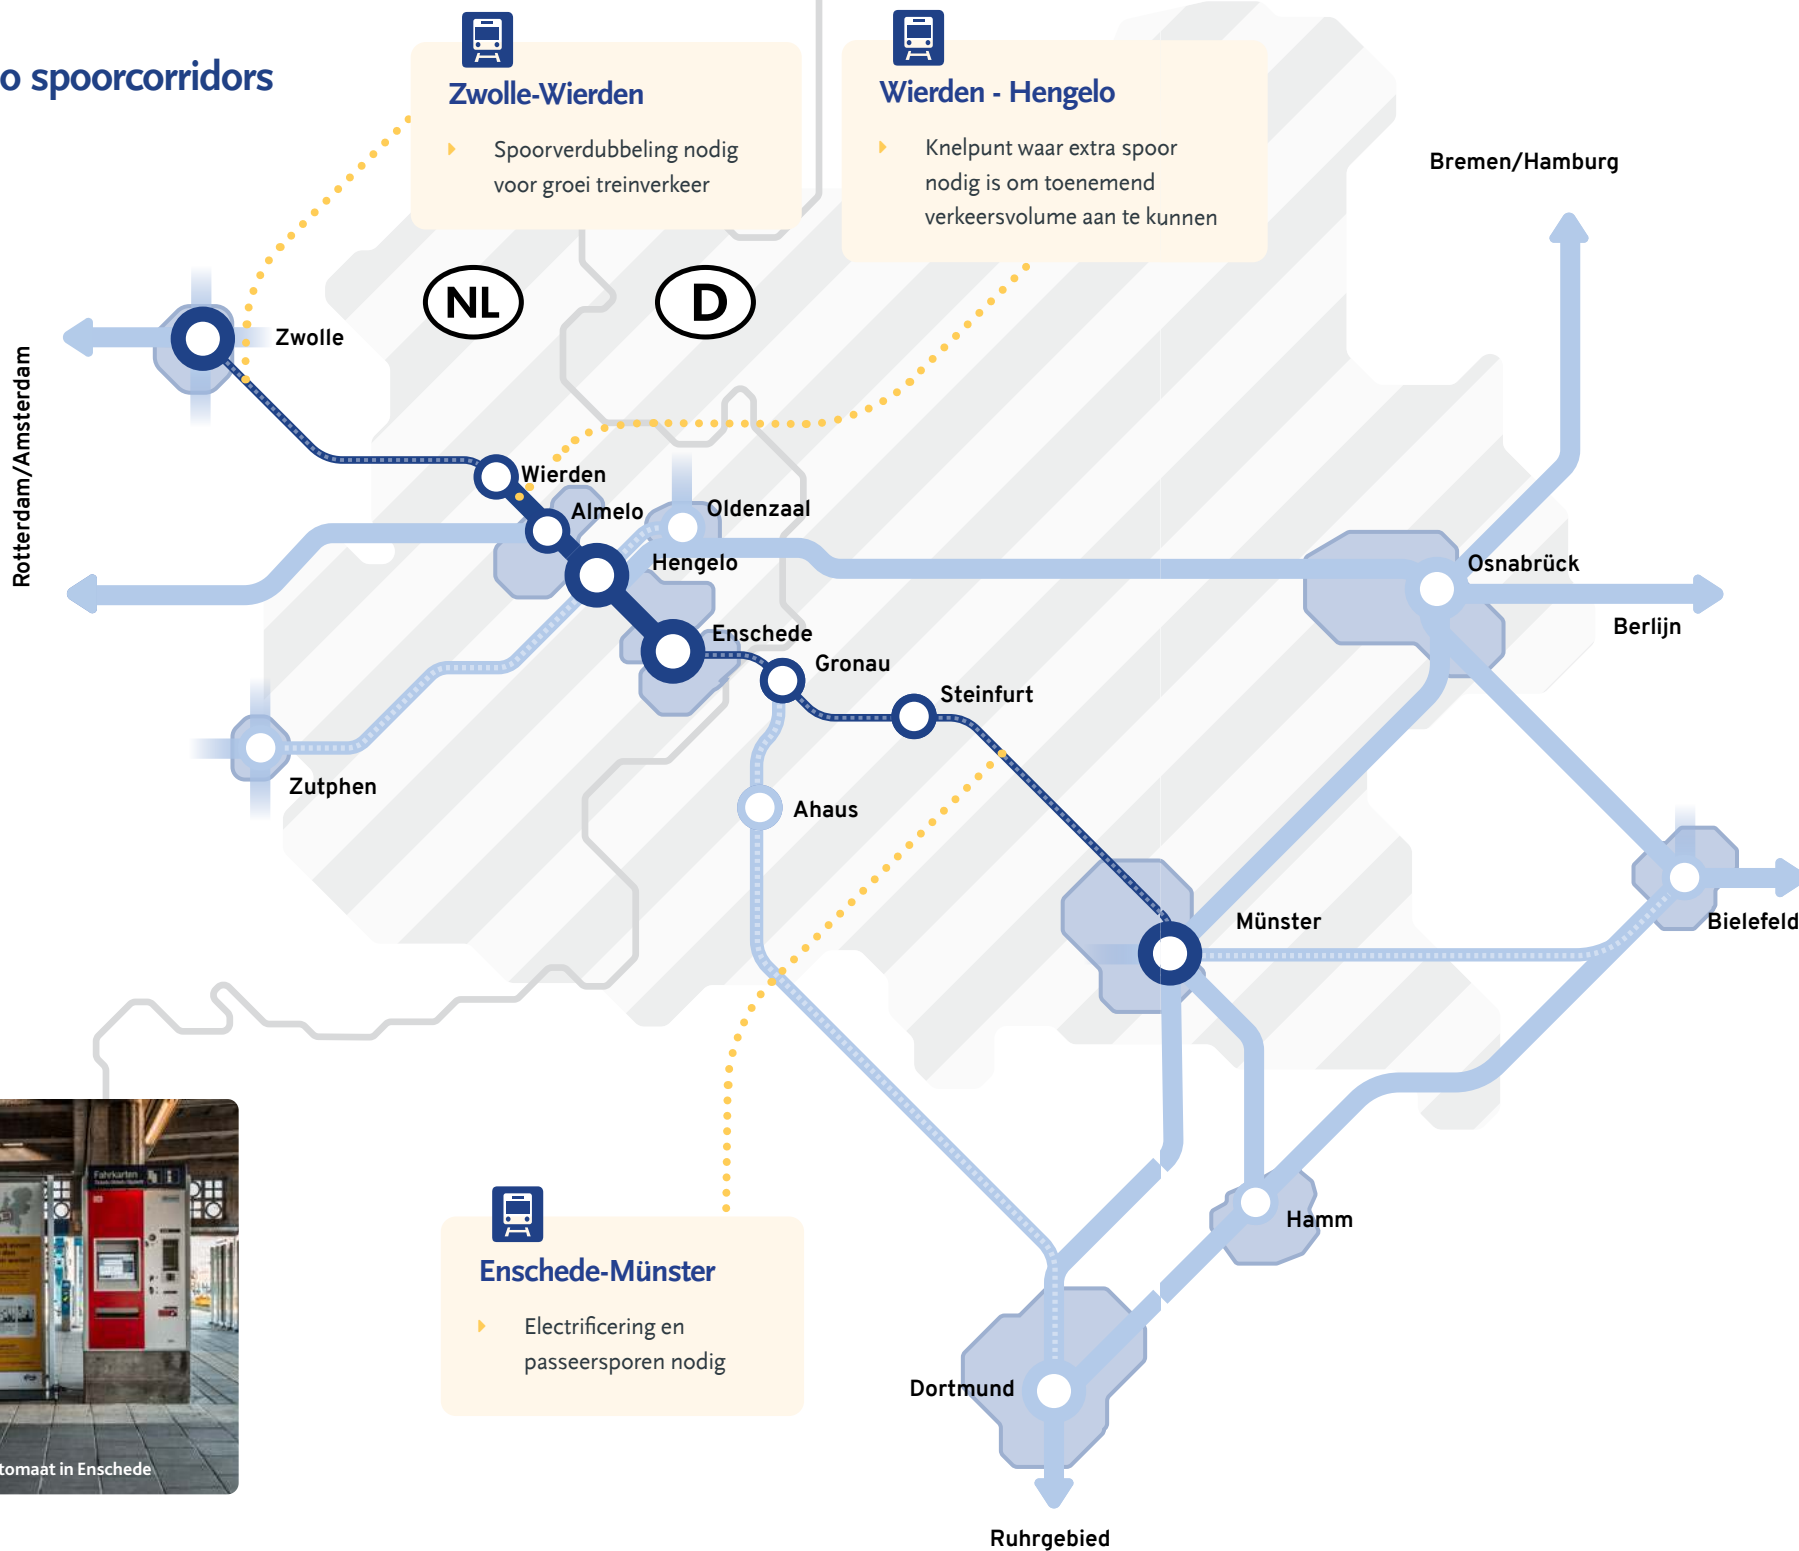 o spoorcorridors
Zwolle-Wierden
Spoorverdubbeling nodig
voor groei treinverkeer
Wierden - Hengelo
Knelpunt waar extra spoor
nodig is om toenemend
verkeersvolume aan te kunnen
Bremen/Hamburg
NL
D
Zwolle
Rotterdam/Amsterdam
Wierden
Almelo
Oldenzaal
Hengelo
Osnabrück
Berlijn
Enschede
Gronau
Steinfurt
Zutphen
Ahaus
Münster
Bielefeld
Fahrkarten
Hamm
Enschede-Münster
Electrificering en
passeersporen nodig
Dortmund
tomaat in Enschede
Ruhrgebied